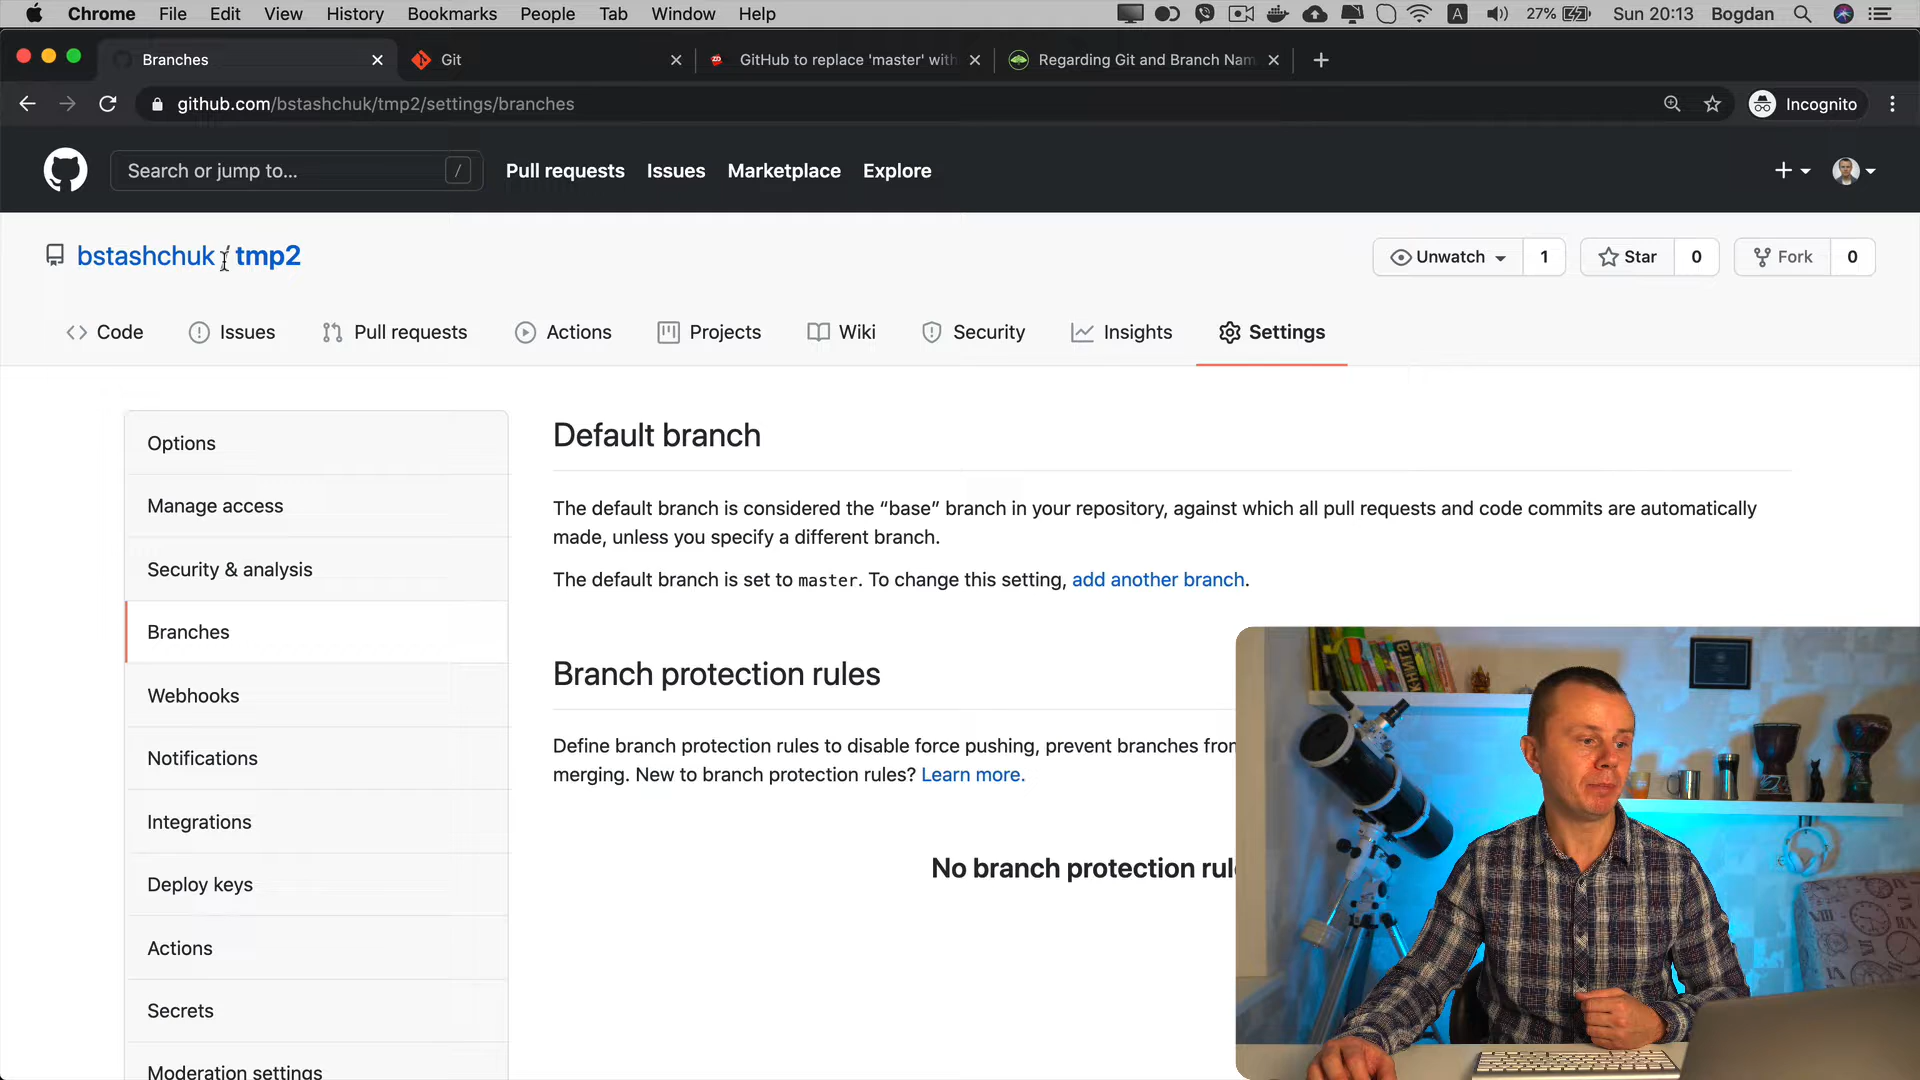 Chrome File Edit View History Bookmarks People Tab Window Help A 27% Sun 20:13 Bogdan
Branches Git GitHub to replace 'master' with Regarding Git and Branch Nam
github.com/bstashchuk/tmp2/settings/branches Incognito
Search or jump to... / Pull requests Issues Marketplace Explore
bstashchuk / tmp2 Unwatch 1 Star 0 Fork 0
Code Issues Pull requests Actions Projects Wiki Security Insights Settings
Options
Manage access
Security & analysis
Branches
Webhooks
Notifications
Integrations
Deploy keys
Actions
Secrets
Moderation settings
Default branch
The default branch is considered the “base” branch in your repository, against which all pull requests and code commits are automatically
made, unless you specify a different branch.
The default branch is set to master. To change this setting, add another branch.
Branch protection rules
Define branch protection rules to disable force pushing, prevent branches from
merging. New to branch protection rules? Learn more.
No branch protection rul